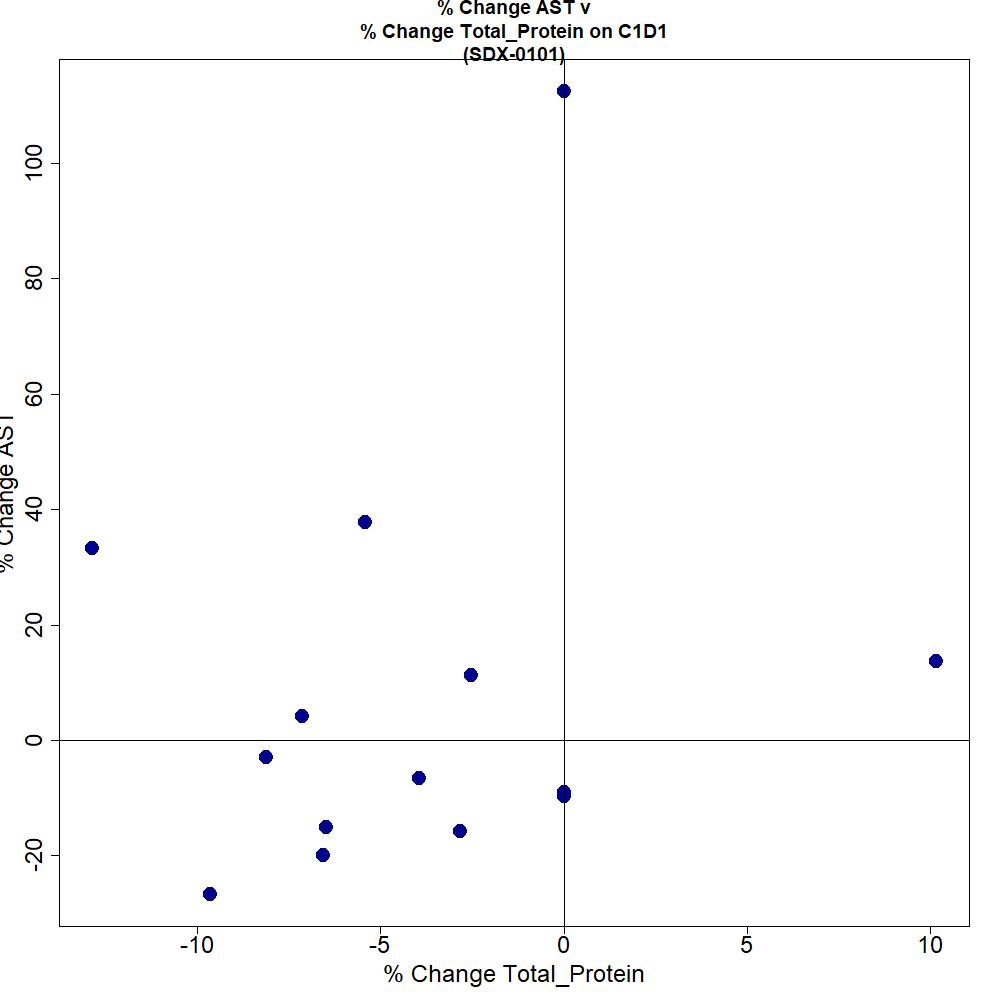 % Change AST v
% Change Total_Protein on C1D1
(SDX-0101)
100
80
60
40
20
0
-20
% Change AST
-10
-5
0
5
10
% Change Total_Protein